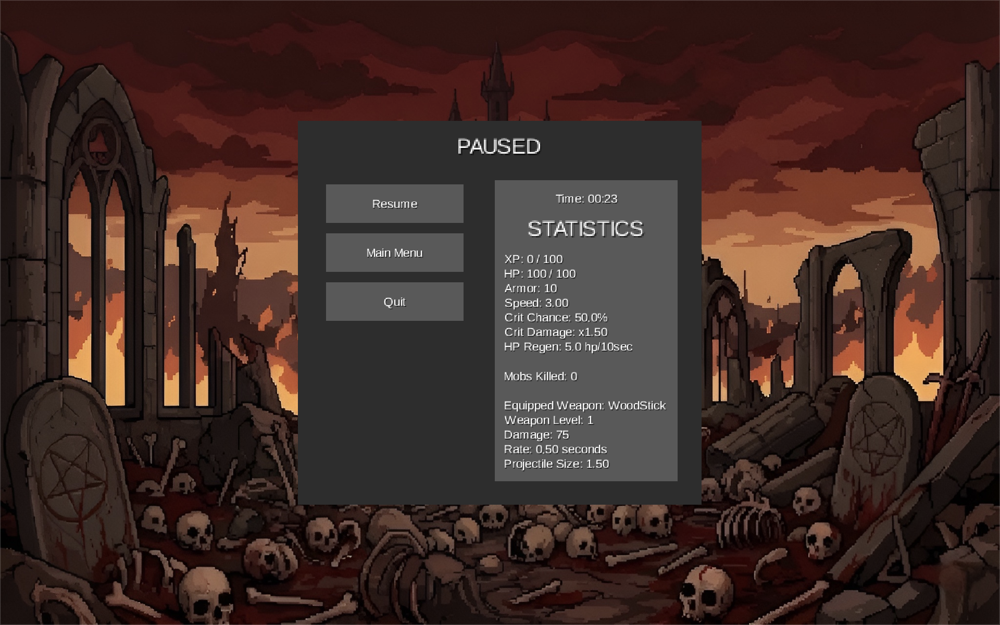 PAUSED
Resume
Main Menu
Quit
Time: 00:23
STATISTICS
XP: 0 / 100
HP: 100 / 100
Armor: 10
Speed: 3.00
Crit Chance: 50.0%
Crit Damage: x1.50
HP Regen: 5.0 hp/10sec
Mobs Killed: 0
Equipped Weapon: WoodStick
Weapon Level: 1
Damage: 75
Rate: 0.50 seconds
Projectile Size: 1.50